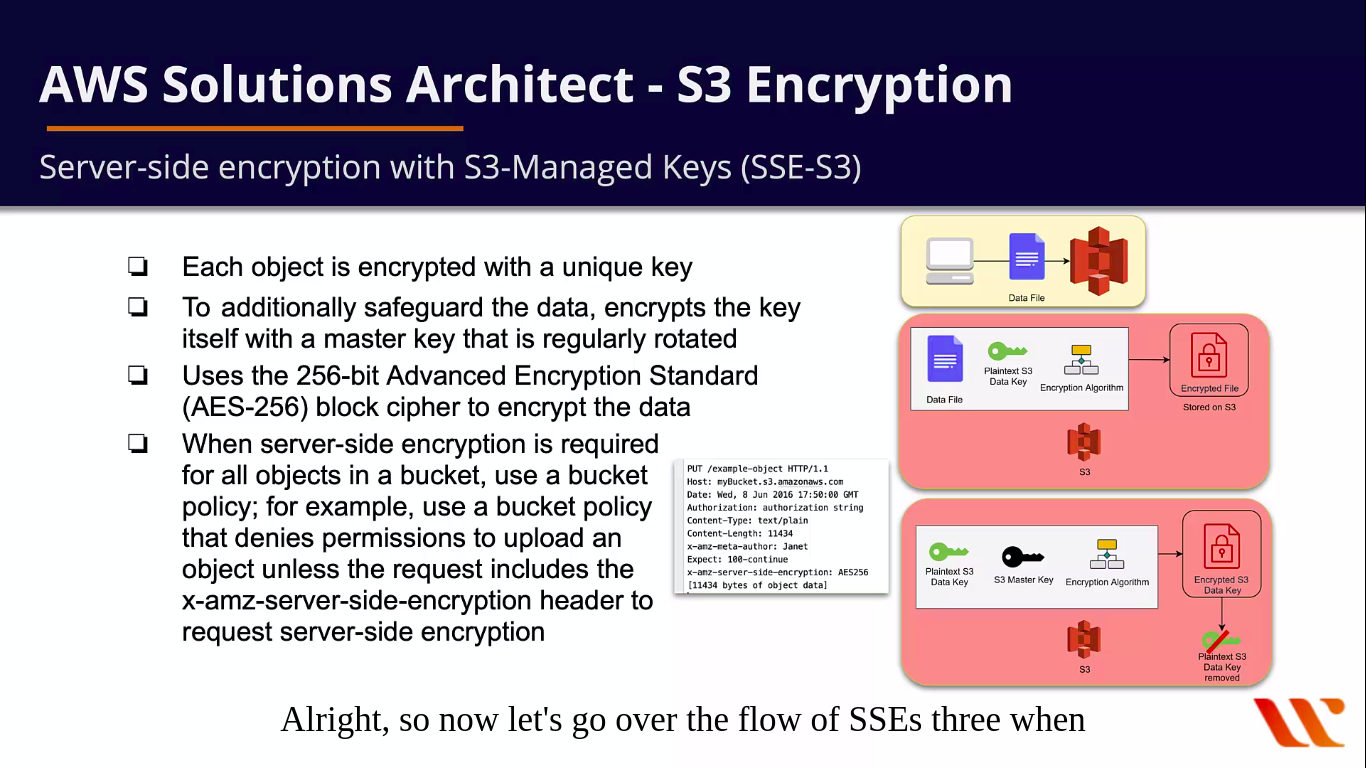 AWS Solutions Architect - S3 Encryption
Server-side encryption with S3-Managed Keys (SSE-S3)
❏ Each object is encrypted with a unique key
❏ To additionally safeguard the data, encrypts the key
itself with a master key that is regularly rotated
❏ Uses the 256-bit Advanced Encryption Standard
(AES-256) block cipher to encrypt the data
❏ When server-side encryption is required
for all objects in a bucket, use a bucket
policy; for example, use a bucket policy
that denies permissions to upload an
object unless the request includes the
x-amz-server-side-encryption header to
request server-side encryption
PUT /example-object HTTP/1.1
Host: myBucket.s3.amazonaws.com
Date: Wed, 8 Jun 2016 17:50:00 GMT
Authorization: authorization string
Content-Type: text/plain
Content-Length: 11434
x-amz-meta-author: Janet
Expect: 100-continue
x-amz-server-side-encryption: AES256
[11434 bytes of object data]
Data File
Data File
Plaintext S3
Data Key
Encryption Algorithm
Encrypted File
Stored on S3
S3
Plaintext S3
Data Key
S3 Master Key
Encryption Algorithm
Encrypted S3
Data Key
S3
Plaintext S3
Data Key
removed
Alright, so now let's go over the flow of SSEs three when